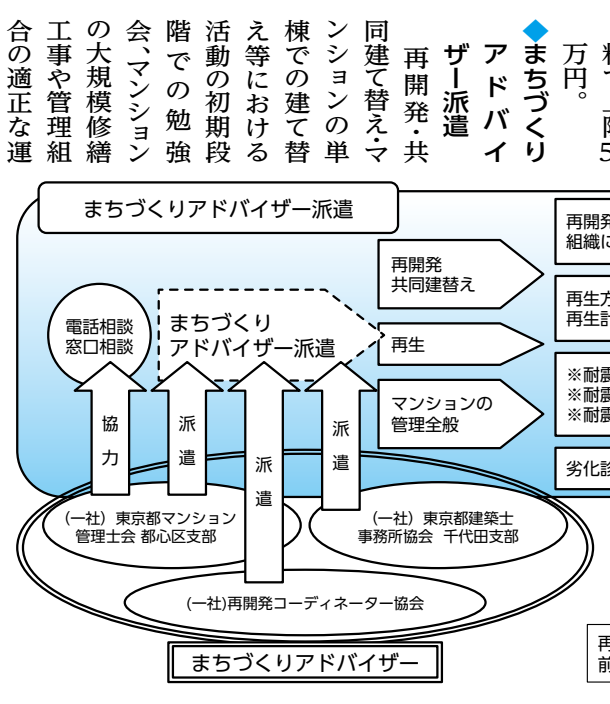 万円。
◆まちづくり
アドバイ
ザー派遣
再開発・共
同建て替え・マ
ンションの単
棟での建て替
え等における
活動の初期段
階での勉強
会、マンション
の大規模修繕
工事や管理組
合の適正な運
まちづくりアドバイザー派遣
電話相談
窓口相談
まちづくり
アドバイザー派遣
再開発
共同建替え
再生
マンションの
管理全般
再開発
組織に
再生方
再生計
※耐震
※耐震
※耐震
劣化診
協力
派遣
派遣
派遣
(一社) 東京都マンション
管理士会 都心区支部
(一社) 東京都建築士
事務所協会 千代田支部
(一社)再開発コーディネーター協会
まちづくりアドバイザー
再
前